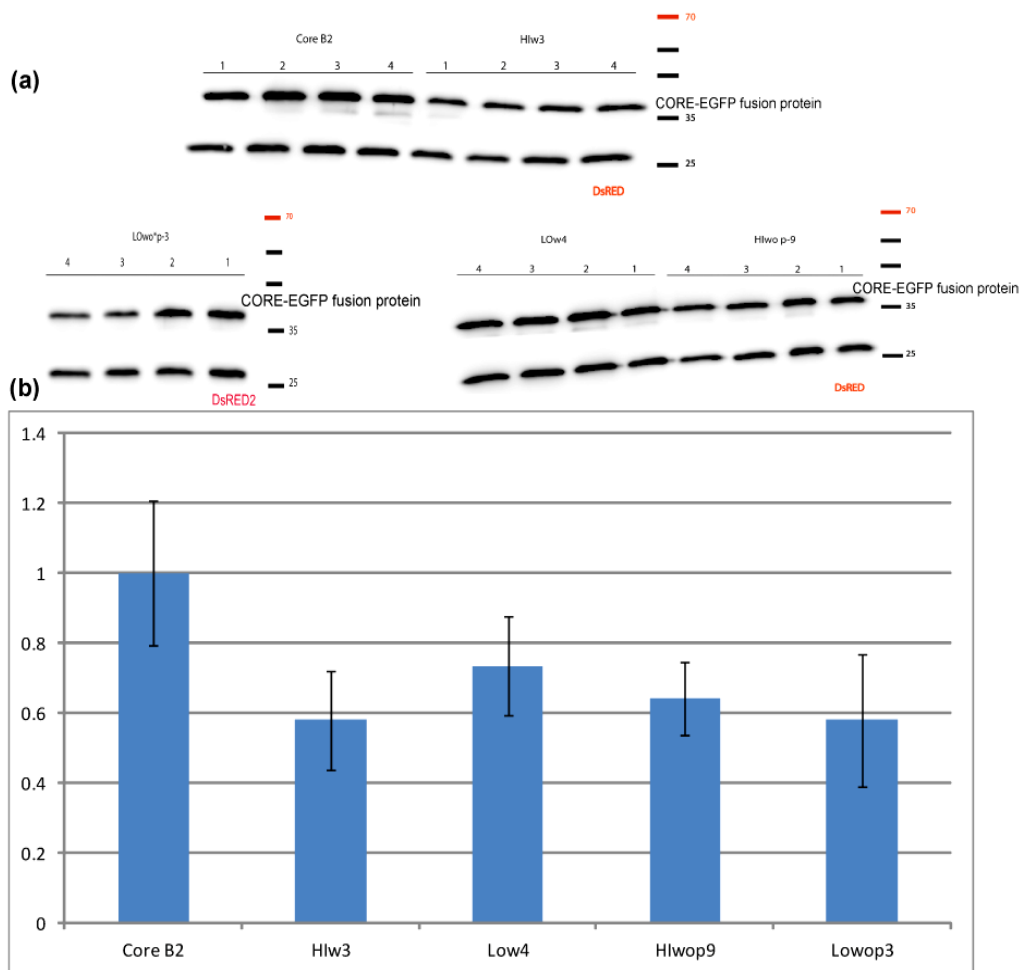 70
Core B2 HIw3
1 2 3 4 1 2 3 4
(a)
CORE-EGFP fusion protein
35
25
DsRED
70
LOwo*p-3
4 3 2 1
CORE-EGFP fusion protein
35
25
DsRED2
70
LOw4 HIwo p-9
4 3 2 1 4 3 2 1
CORE-EGFP fusion protein
35
25
DsRED
(b)
1.4
1.2
1
0.8
0.6
0.4
0.2
0
Core B2 HIw3 Low4 HIwop9 Lowop3